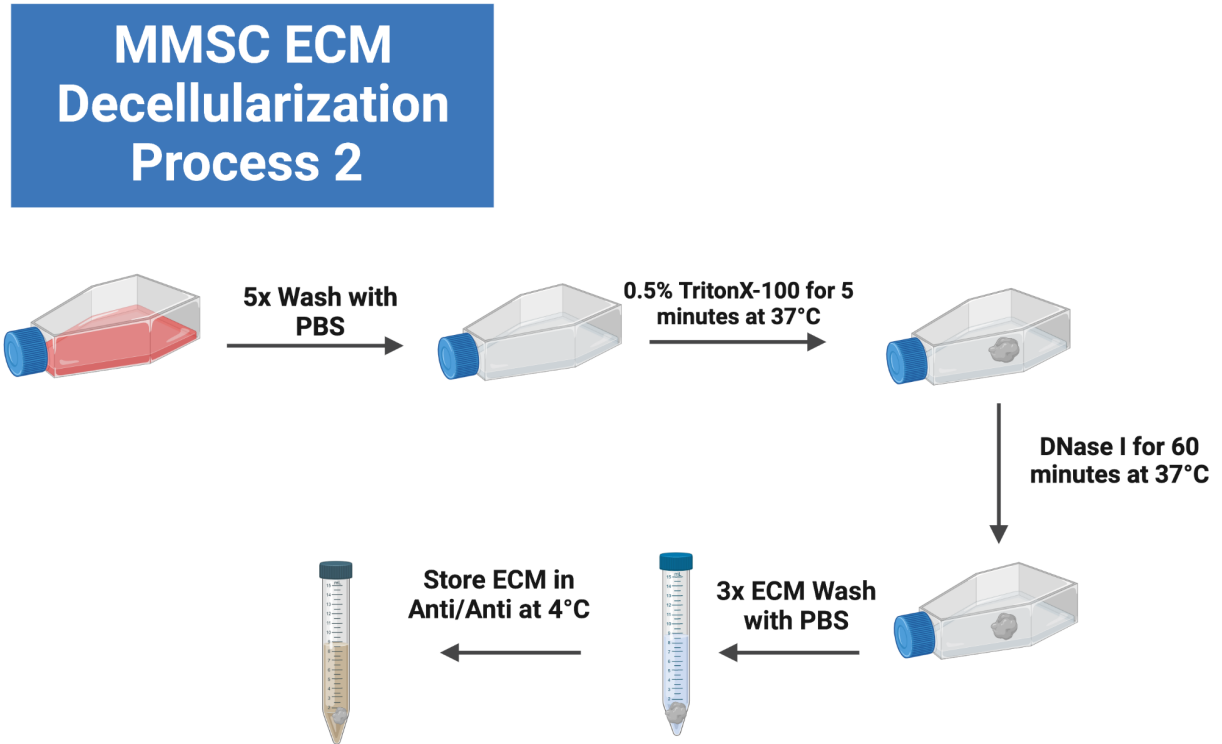 MMSC ECM
Decellularization
Process 2
5x Wash with
PBS
0.5% TritonX-100 for 5
minutes at 37°C
DNase I for 60
minutes at 37°C
3x ECM Wash
with PBS
Store ECM in
Anti/Anti at 4°C